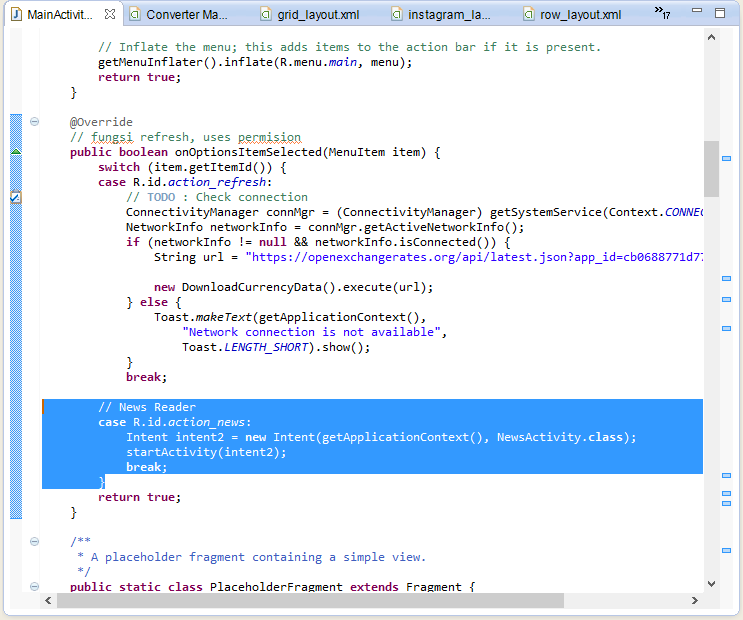 MainActivit...
Converter Ma...
grid_layout.xml
instagram_la...
row_layout.xml
17
// Inflate the menu; this adds items to the action bar if it is present.
getMenuInflater().inflate(R.menu.main, menu);
return true;
}
@Override
// fungsi refresh, uses permision
public boolean onOptionsItemSelected(MenuItem item) {
switch (item.getItemId()) {
case R.id.action_refresh:
// TODO : Check connection
ConnectivityManager connMgr = (ConnectivityManager) getSystemService(Context.CONNEC
NetworkInfo networkInfo = connMgr.getActiveNetworkInfo();
if (networkInfo != null && networkInfo.isConnected()) {
String url = "https://openexchangerates.org/api/latest.json?app_id=cb0688771d77
new DownloadCurrencyData().execute(url);
} else {
Toast.makeText(getApplicationContext(),
"Network connection is not available",
Toast.LENGTH_SHORT).show();
}
break;
// News Reader
case R.id.action_news:
Intent intent2 = new Intent(getApplicationContext(), NewsActivity.class);
startActivity(intent2);
break;
}
return true;
}
/**
* A placeholder fragment containing a simple view.
*/
public static class PlaceholderFragment extends Fragment {